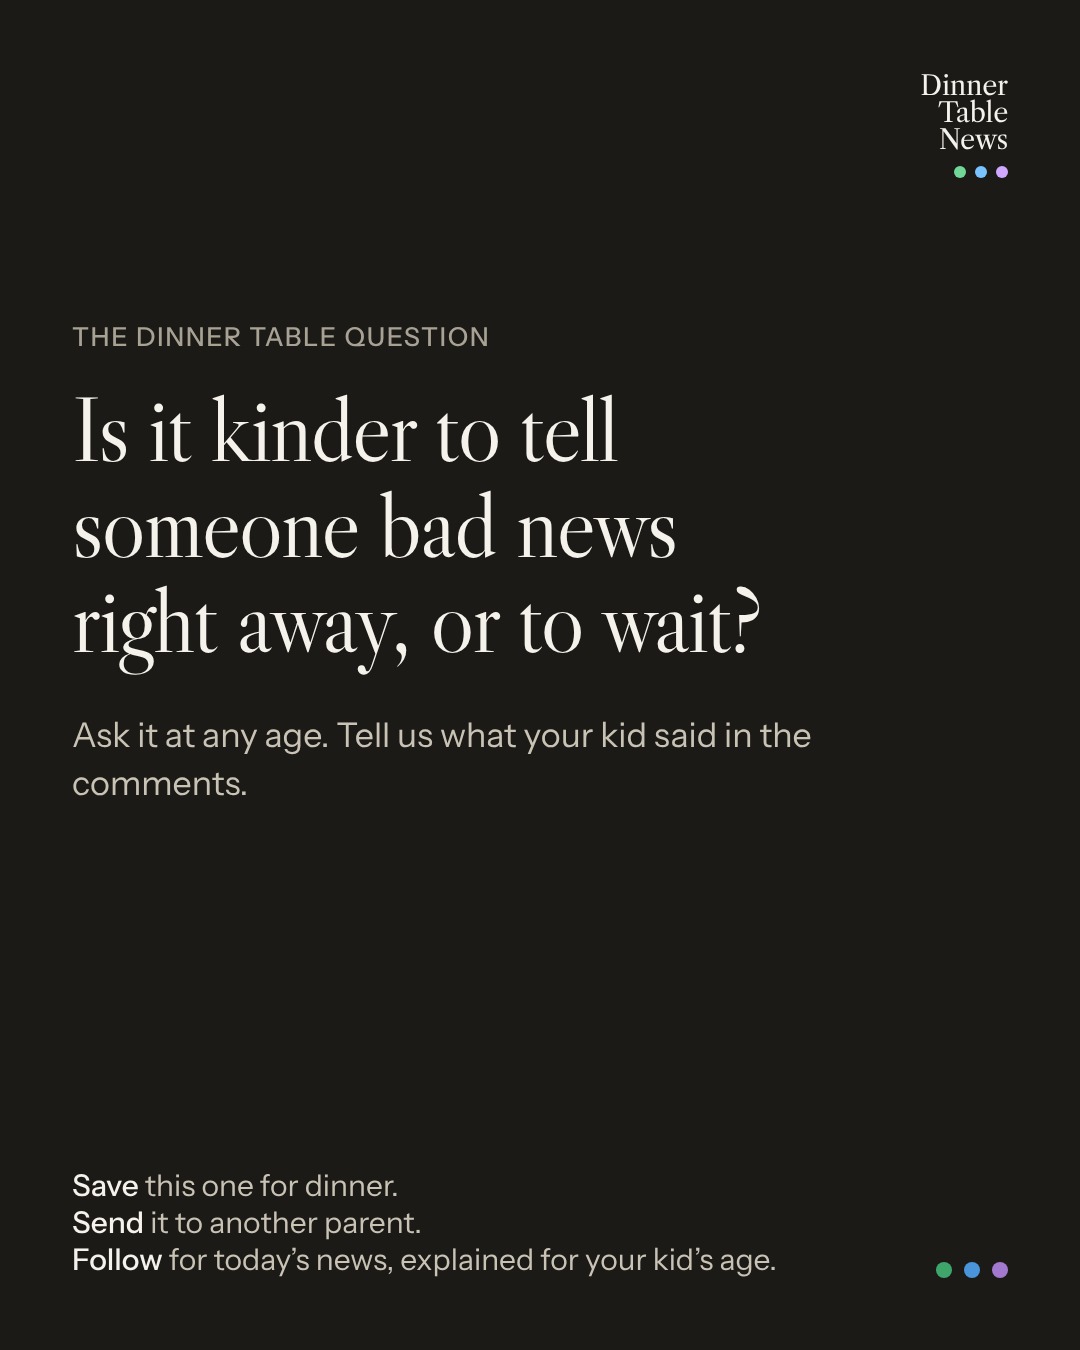 Dinner
Table
News
THE DINNER TABLE QUESTION
Is it kinder to tell
someone bad news
right away, or to wait?
Ask it at any age. Tell us what your kid said in the
comments.
Save this one for dinner.
Send it to another parent.
Follow for today’s news, explained for your kid’s age.